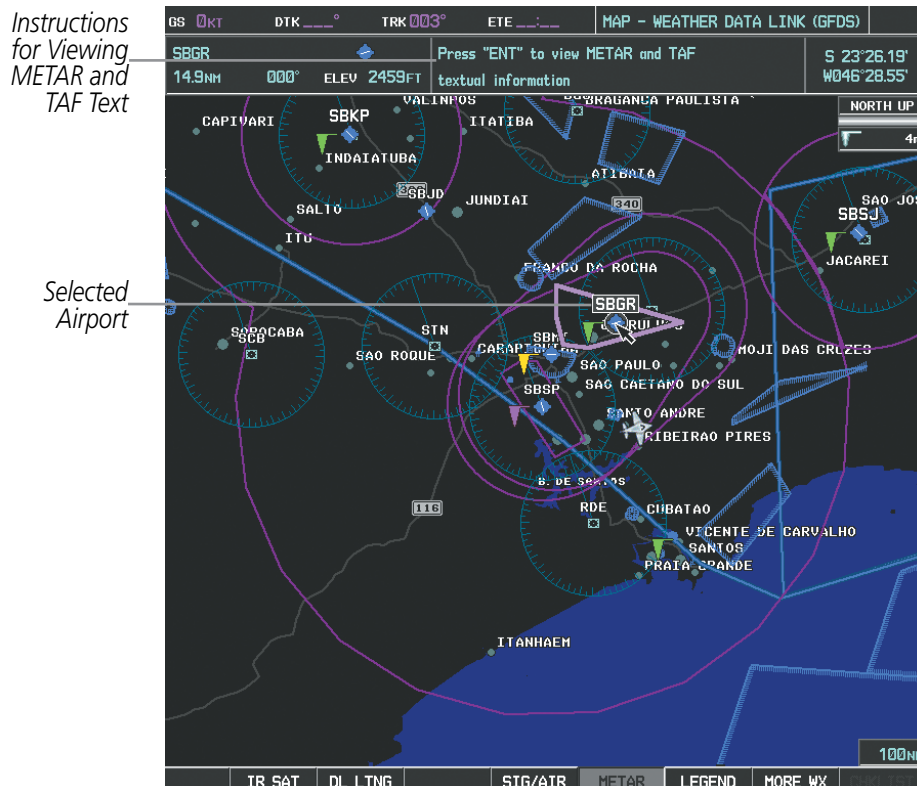 Instructions
for Viewing
METAR and
TAF Text
Selected
Airport
GS 0KT DTK ___° TRK 003° ETE __:__ MAP - WEATHER DATA LINK (GFDS)
SBGR
14.9NM 000° ELEV 2459FT
Press "ENT" to view METAR and TAF
textual information
S 23°26.19'
W046°28.55'
NORTH UP
VALINHOS
BRAGANCA PAULISTA
CAPIVARI
SBKP
ITATIBA
INDAIATUBA
ATIBAIA
SBJD
JUNDIAI
340
SALTO
SAO JOS
SBSJ
ITU
JACAREI
FRANCO DA ROCHA
SBGR
SOROCABA
SCB
STN
SAO ROQUE
MOJI DAS CRUZES
SAO PAULO
SAO CAETANO DO SUL
SBSP
SANTO ANDRE
RIBEIRAO PIRES
B. DE SANTOS
116
RDE
CUBATAO
VICENTE DE CARVALHO
SANTOS
PRAIA GRANDE
ITANHAEM
100NM
IR SAT DL LTNG SIG/AIR METAR LEGEND MORE WX CHKLIST